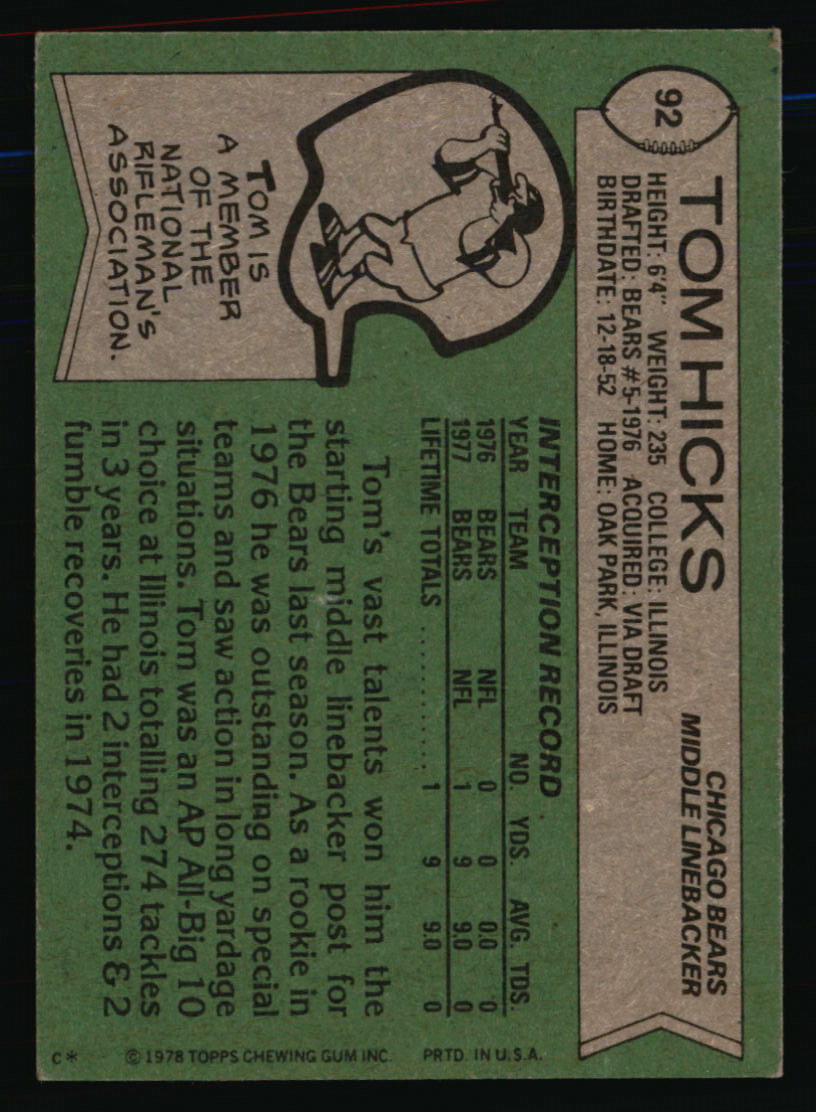 92
TOM HICKS
CHICAGO BEARS
MIDDLE LINEBACKER
HEIGHT: 6'4" WEIGHT: 235 COLLEGE: ILLINOIS
DRAFTED: BEARS #5-1976 ACQUIRED: VIA DRAFT
BIRTHDATE: 12-18-52 HOME: OAK PARK, ILLINOIS
TOM IS
A MEMBER
OF THE
NATIONAL
RIFLEMAN'S
ASSOCIATION.
INTERCEPTION RECORD
YEAR TEAM NO. YDS. AVG. TDS.
1976 BEARS NFL 0 0 0.0 0
1977 BEARS NFL 1 9 9.0 0
LIFETIME TOTALS .......... 1 9 9.0 0
Tom's vast talents won him the
starting middle linebacker post for
the Bears last season. As a rookie in
1976 he was outstanding on special
teams and saw action in long yardage
situations. Tom was an AP All-Big 10
choice at Illinois totalling 274 tackles
in 3 years. He had 2 interceptions & 2
fumble recoveries in 1974.
C* © 1978 TOPPS CHEWING GUM INC. PRTD. IN U.S.A.